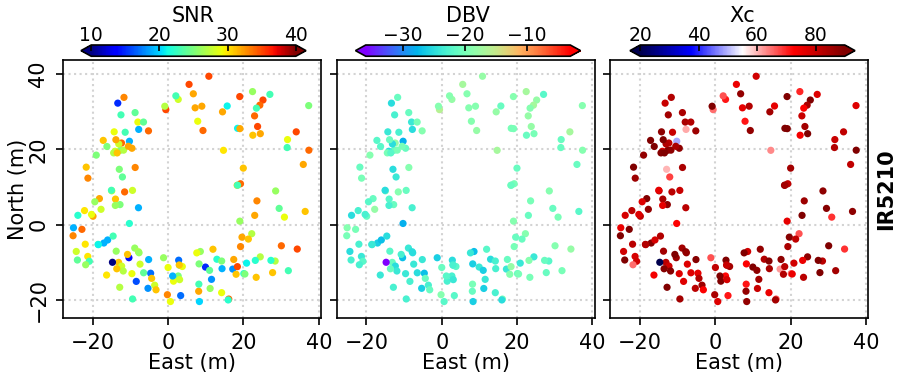 SNR DBV Xc
10 20 30 40 −30 −20 −10 20 40 60 80
40
20
0
−20
North (m)
−20 0 20 40 −20 0 20 40 −20 0 20 40
East (m) East (m) East (m)
IR5210